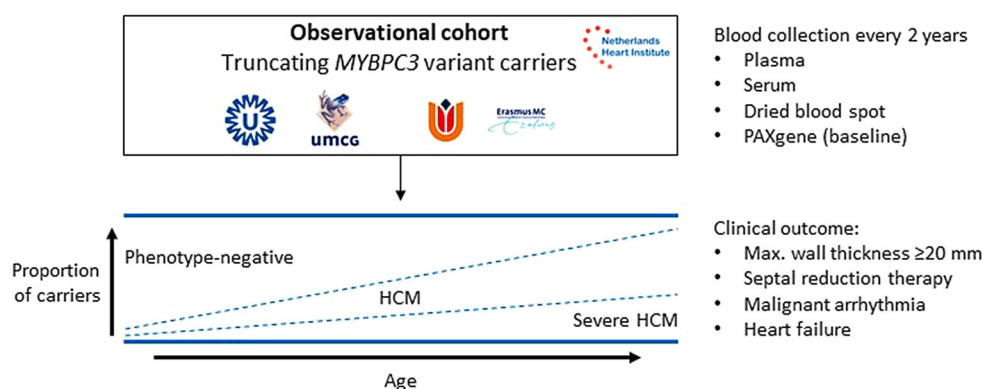 Observational cohort
Truncating MYBPC3 variant carriers
Netherlands
Heart Institute
U
umcg
Erasmus MC
Erasmus
Blood collection every 2 years
• Plasma
• Serum
• Dried blood spot
• PAXgene (baseline)
Proportion
of carriers
Phenotype-negative
HCM
Severe HCM
Age
Clinical outcome:
• Max. wall thickness ≥20 mm
• Septal reduction therapy
• Malignant arrhythmia
• Heart failure